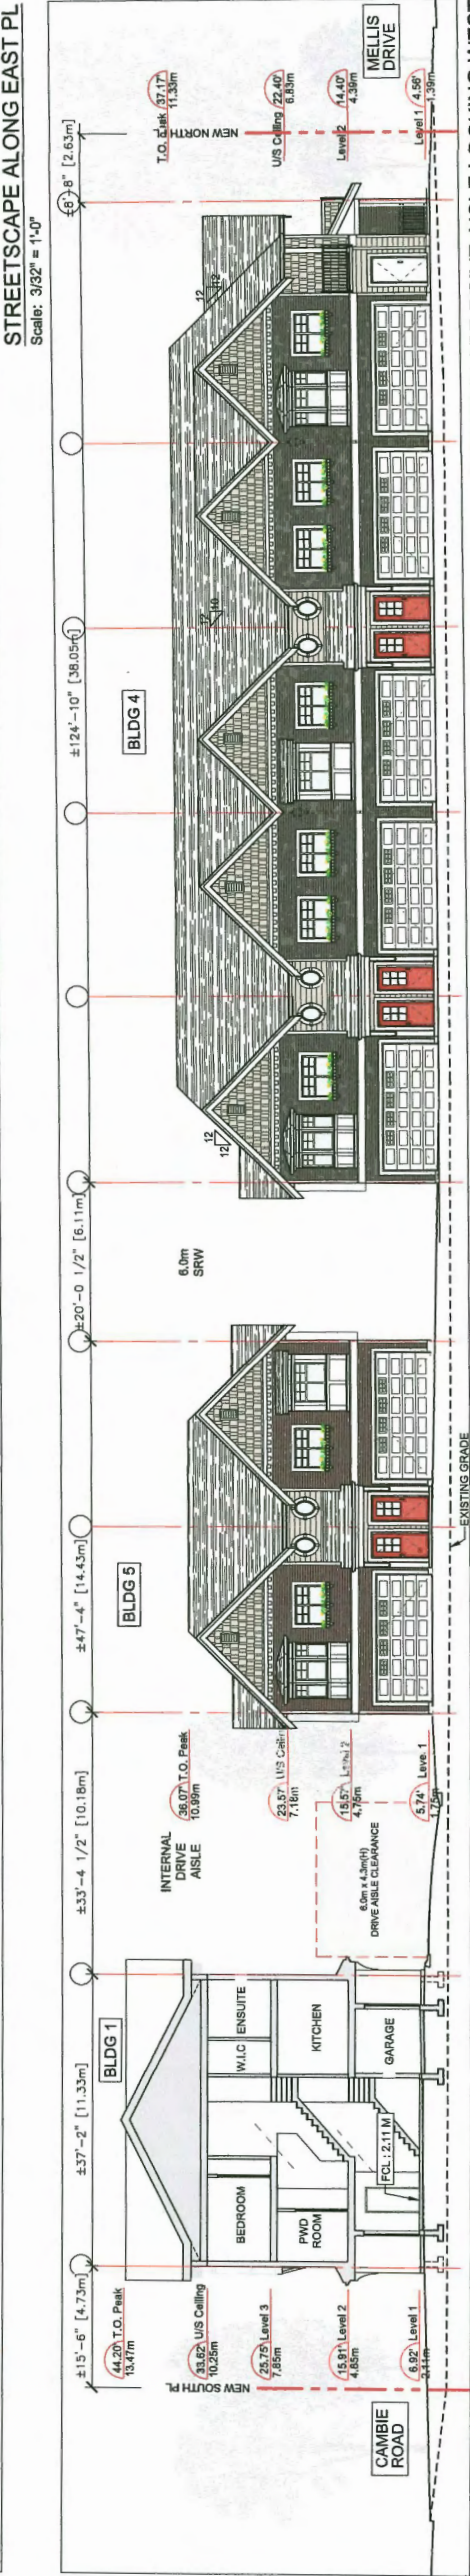 STREETSCAPE ALONG EAST PL
Scale: 3/32" = 1'-0"
±15'-6" [4.73m]
±37'-2" [11.33m]
±33'-4 1/2" [10.18m]
±47'-4" [14.43m]
±20'-0 1/2" [6.11m]
±124'-10" [38.05m]
±8'-8" [2.63m]
44.20' T.O. Peak
13.47m
33.62' U/S Ceiling
10.25m
25.75' Level 3
7.85m
15.91' Level 2
4.85m
6.92' Level 1
2.11m
NEW SOUTH PL
CAMBIE
ROAD
BLDG 1
BEDROOM
W.I.C
ENSUITE
PWD
ROOM
KITCHEN
GARAGE
FCL : 2.11 M
INTERNAL
DRIVE
AISLE
6.0m x 4.3m(H)
DRIVE AISLE CLEARANCE
36.07' T.O. Peak
10.99m
23.57' U/S Ceilin
7.18m
15.57' Level 2
4.75m
5.74' Level 1
1.75m
BLDG 5
EXISTING GRADE
6.0m
SRW
BLDG 4
12
12
12
10
12
12
NEW NORTH PL
T.O. Peak 37.17'
11.33m
U/S Ceiling 22.40'
6.83m
Level 2 14.40'
4.39m
Level 1 4.56'
1.39m
MELLIS
DRIVE